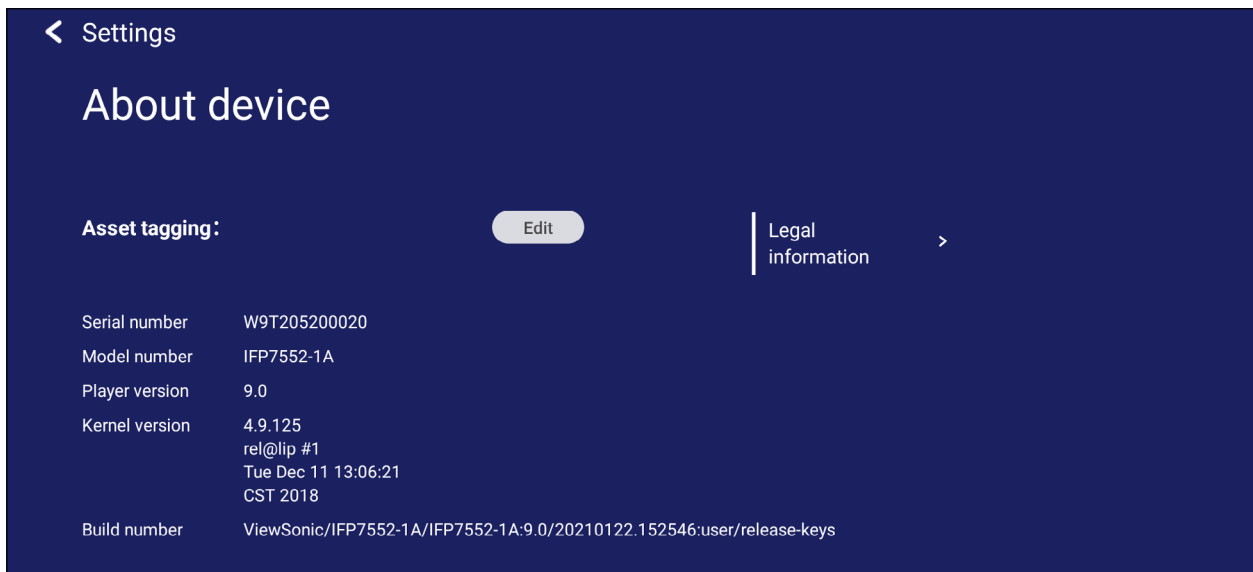 Settings
About device
Asset tagging:
Edit
Legal
information
Serial number W9T205200020
Model number IFP7552-1A
Player version 9.0
Kernel version 4.9.125
rel@lip #1
Tue Dec 11 13:06:21
CST 2018
Build number ViewSonic/IFP7552-1A/IFP7552-1A:9.0/20210122.152546:user/release-keys